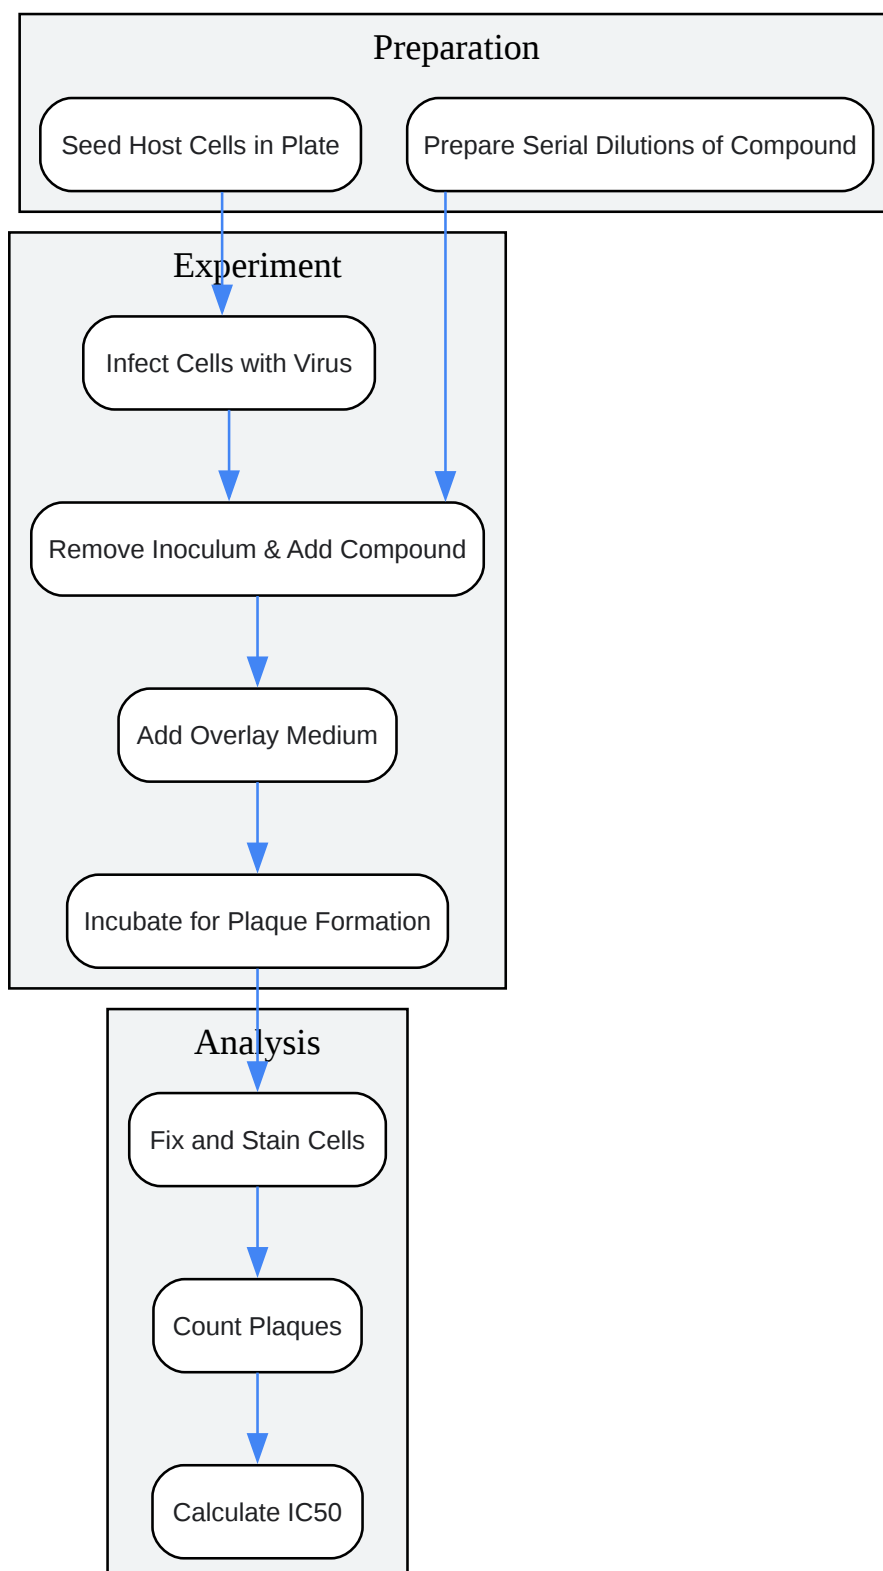 Preparation
Seed Host Cells in Plate
Prepare Serial Dilutions of Compound
Experiment
Infect Cells with Virus
Remove Inoculum & Add Compound
Add Overlay Medium
Incubate for Plaque Formation
Analysis
Fix and Stain Cells
Count Plaques
Calculate IC50